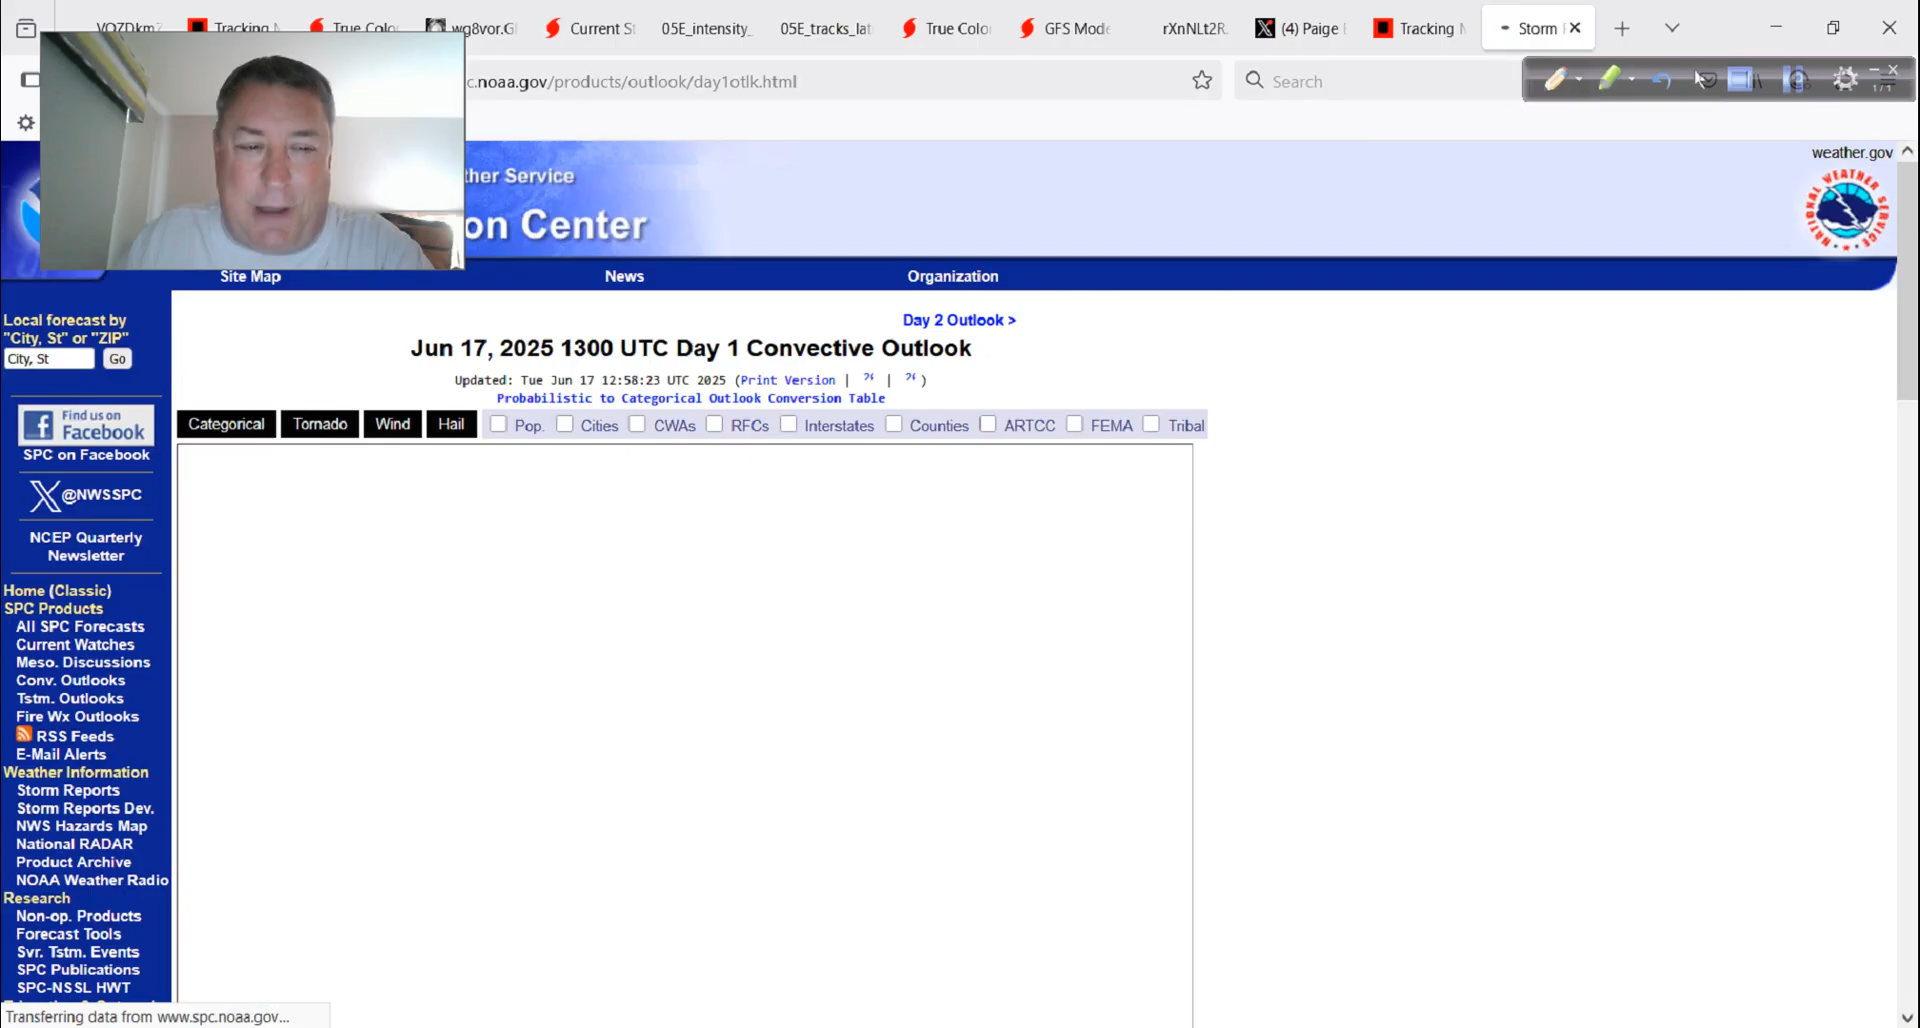 Tracking
True Colo
wg8vor.GI
Current St
05E_intensity_
05E_tracks_lat
True Color
GFS Mode
rXnNLt2R.
(4) Paige
Tracking
Storm
c.noaa.gov/products/outlook/day1otlk.html
Search
1/1
weather.gov
ther Service
on Center
NATIONAL WEATHER SERVICE
Site Map
News
Organization
Local forecast by
"City, St" or "ZIP"
City, St
Go
Find us on
Facebook
SPC on Facebook
@NWSSPC
NCEP Quarterly
Newsletter
Home (Classic)
SPC Products
All SPC Forecasts
Current Watches
Meso. Discussions
Conv. Outlooks
Tstm. Outlooks
Fire Wx Outlooks
RSS Feeds
E-Mail Alerts
Weather Information
Storm Reports
Storm Reports Dev.
NWS Hazards Map
National RADAR
Product Archive
NOAA Weather Radio
Research
Non-op. Products
Forecast Tools
Svr. Tstm. Events
SPC Publications
SPC-NSSL HWT
Day 2 Outlook >
Jun 17, 2025 1300 UTC Day 1 Convective Outlook
Updated: Tue Jun 17 12:58:23 UTC 2025 (Print Version | | )
Probabilistic to Categorical Outlook Conversion Table
Categorical Tornado Wind Hail Pop. Cities CWAs RFCs Interstates Counties ARTCC FEMA Tribal
Transferring data from www.spc.noaa.gov...